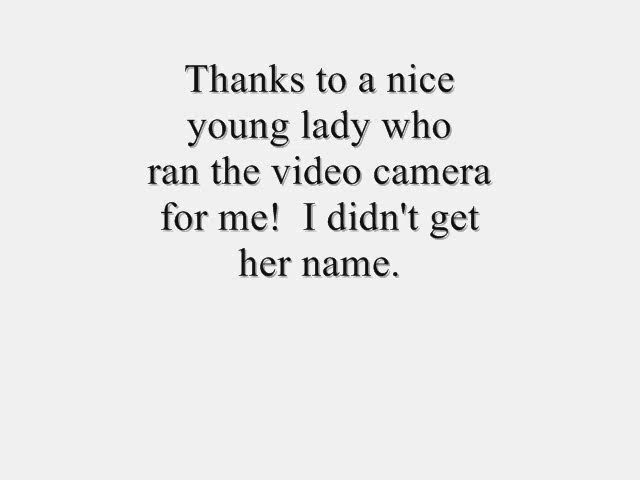 Thanks to a nice
young lady who
ran the video camera
for me!  I didn't get
her name.